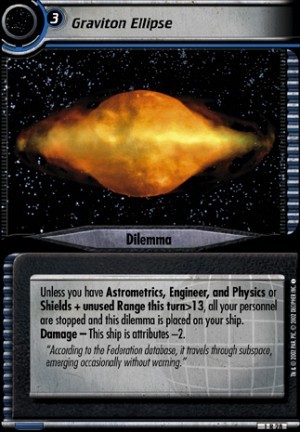 3
Graviton Ellipse
Dilemma
Unless you have Astrometrics, Engineer, and Physics or
Shields + unused Range this turn>13, all your personnel
are stopped and this dilemma is placed on your ship.
Damage – This ship is attributes –2.
"According to the Federation database, it travels through subspace,
emerging occasionally without warning."
1 R 28